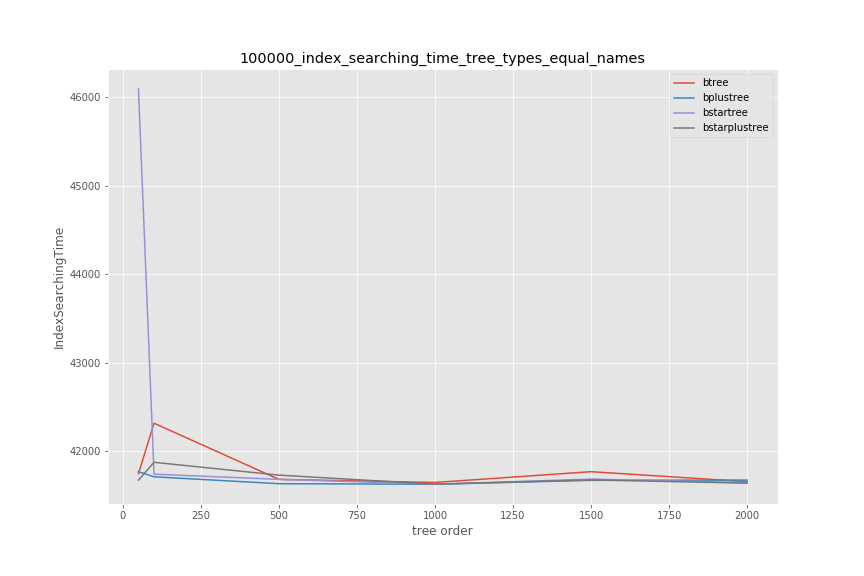 100000_index_searching_time_tree_types_equal_names
btree
bplustree
bstartree
bstarplustree
46000
45000
44000
43000
42000
IndexSearchingTime
0
250
500
750
1000
1250
1500
1750
2000
tree order